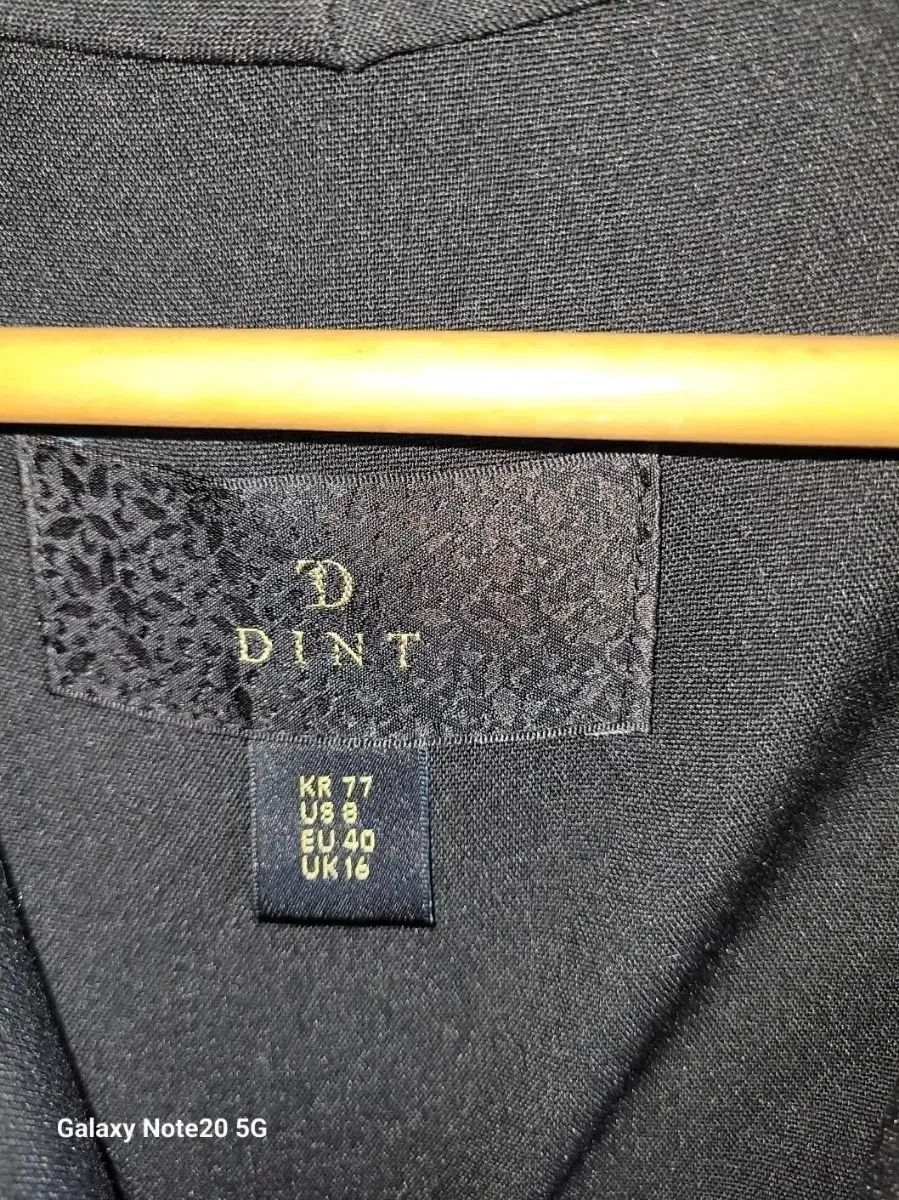 D
DINT
KR 77
US 8
EU 40
UK 16
Galaxy Note20 5G